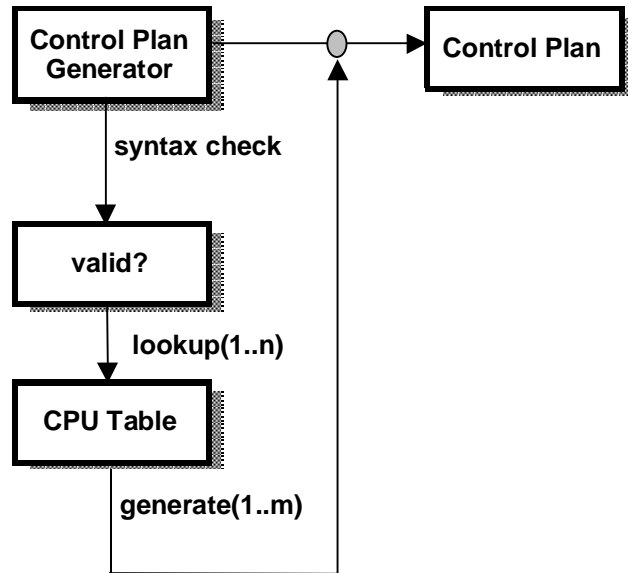 Control Plan
Generator
Control Plan
syntax check
valid?
lookup(1..n)
CPU Table
generate(1..m)